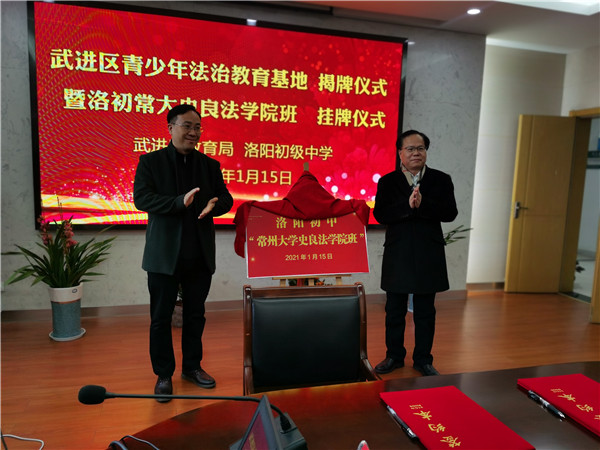 武进区青少年法治教育基地 揭牌仪式
暨洛初常大史良法学院班 挂牌仪式
武进 教育局 洛阳初级中学
年1月15日
洛阳初中
“常州大学史良法学院班”
2021年1月15日